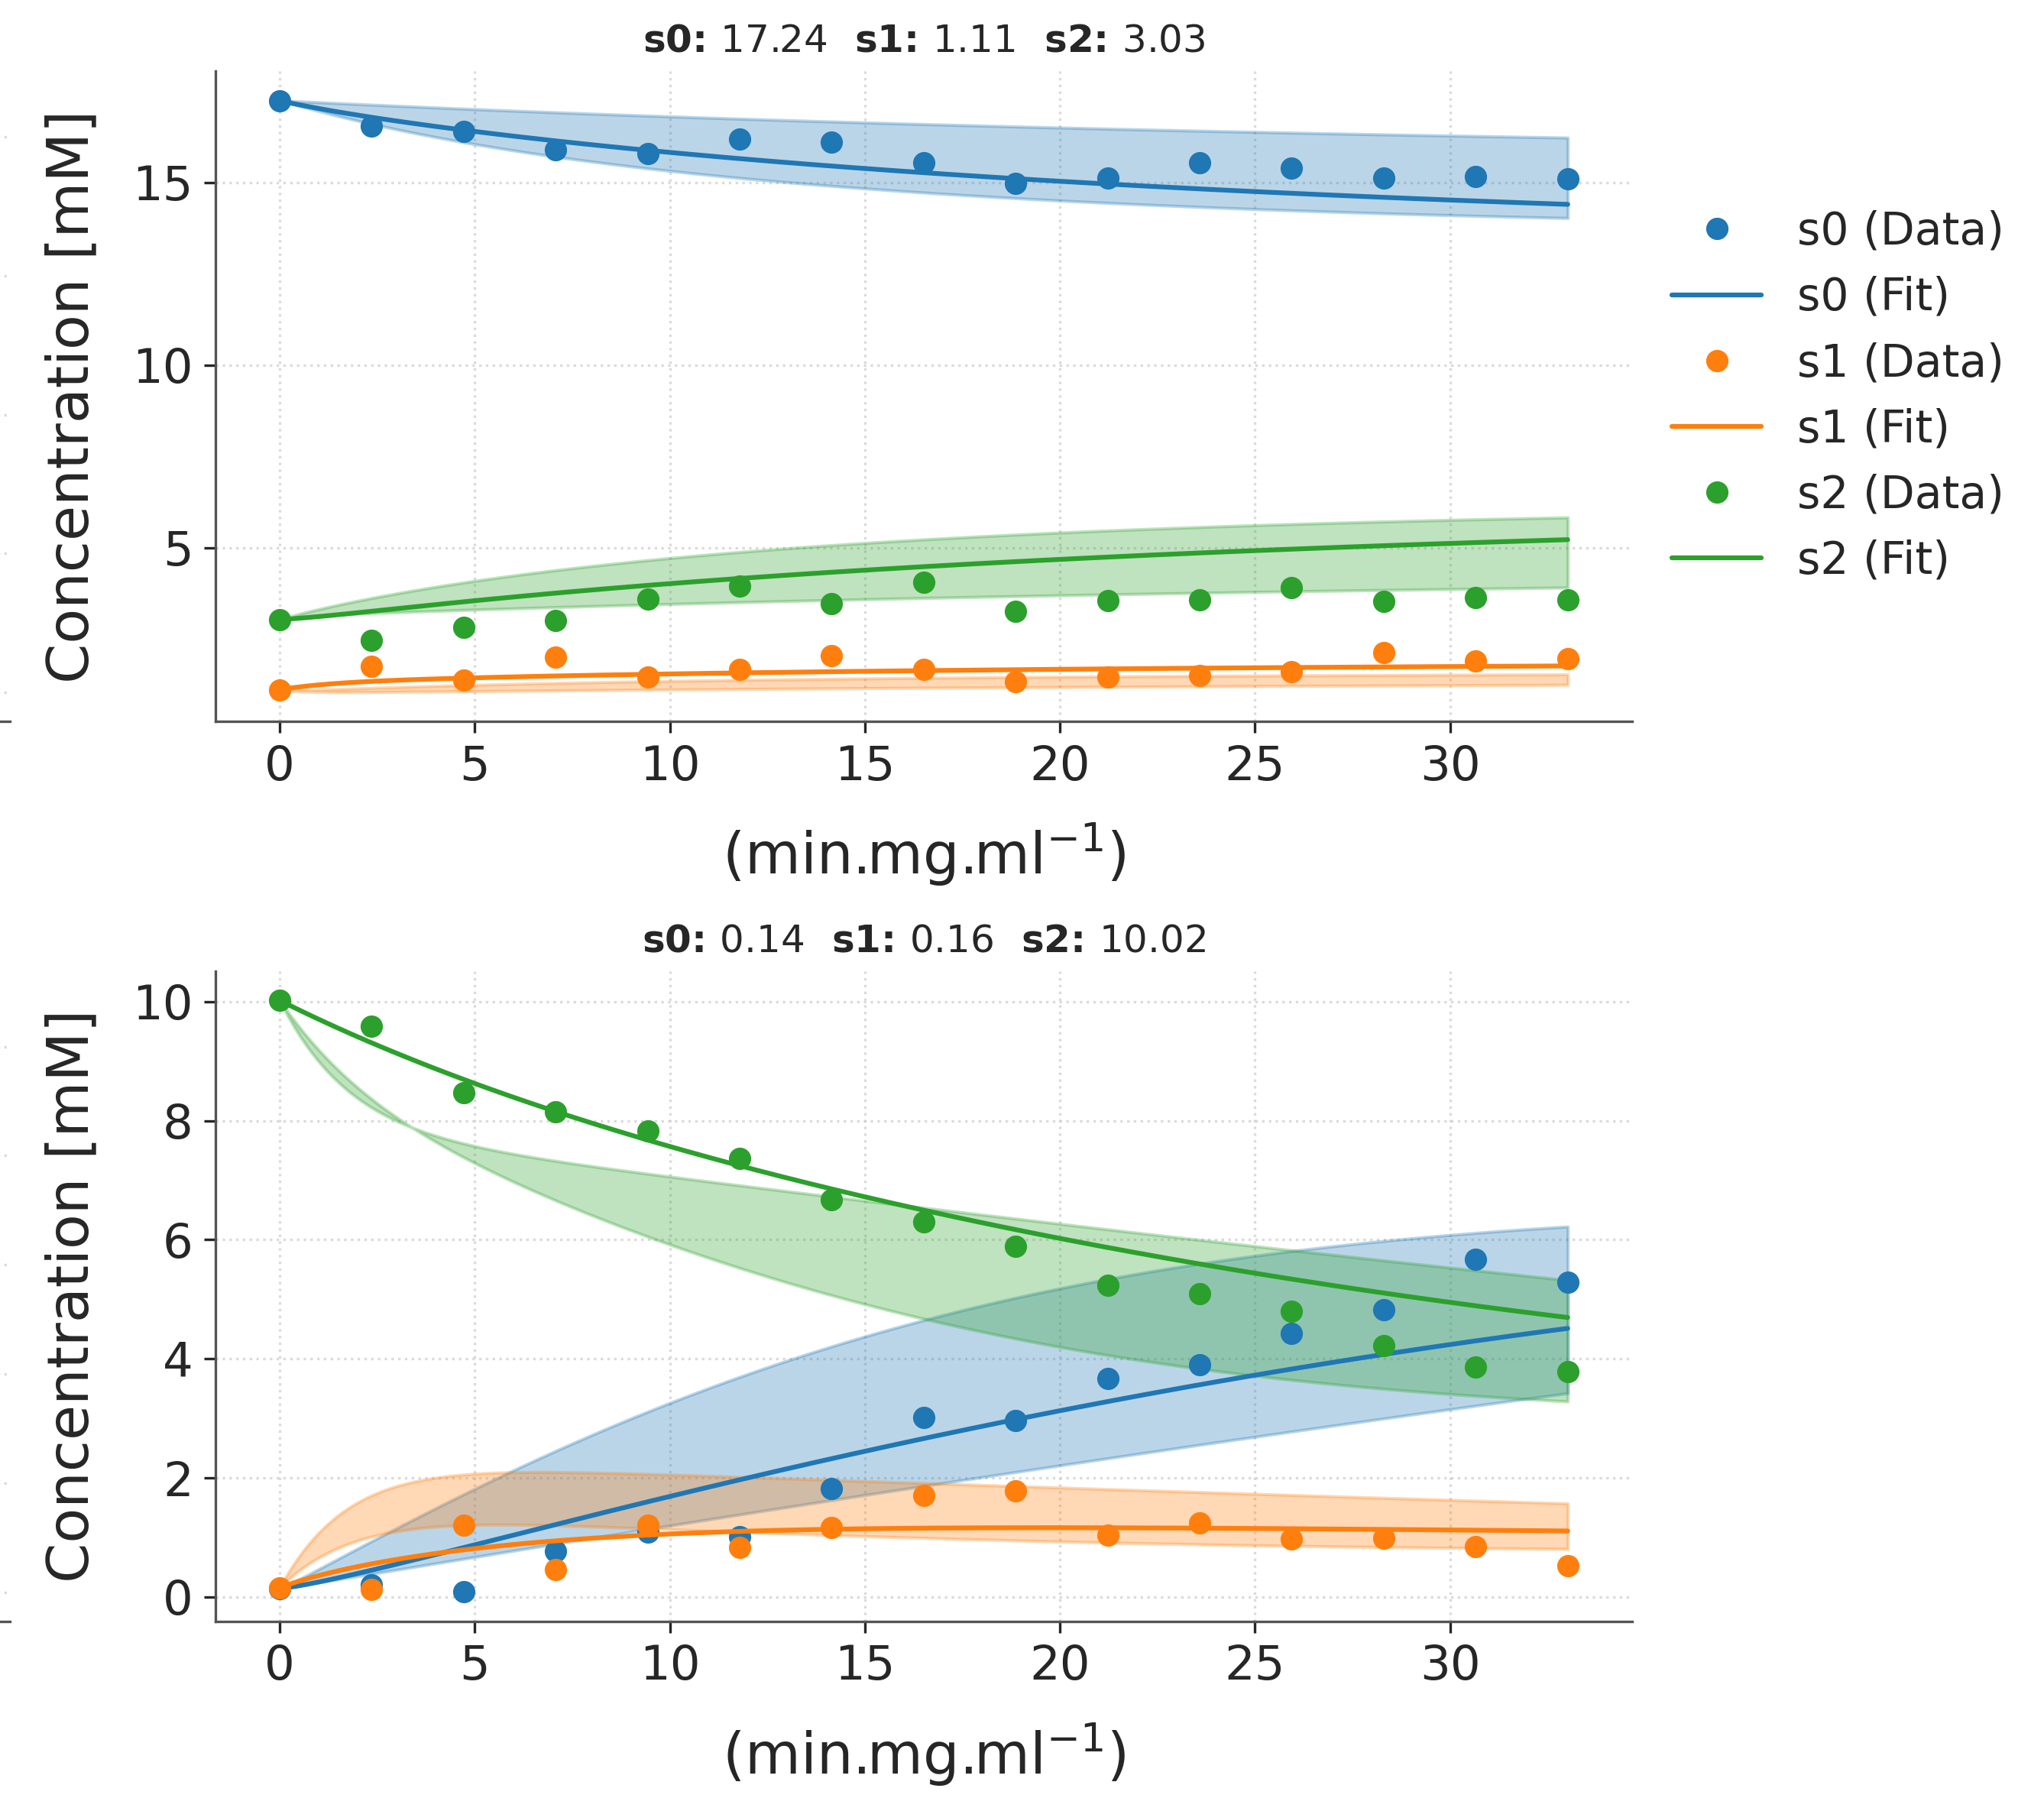 s0: 17.24 s1: 1.11 s2: 3.03
Concentration [mM]
15
10
5
0 5 10 15 20 25 30
(min.mg.ml⁻¹)
s0 (Data)
s0 (Fit)
s1 (Data)
s1 (Fit)
s2 (Data)
s2 (Fit)
s0: 0.14 s1: 0.16 s2: 10.02
Concentration [mM]
10
8
6
4
2
0
0 5 10 15 20 25 30
(min.mg.ml⁻¹)